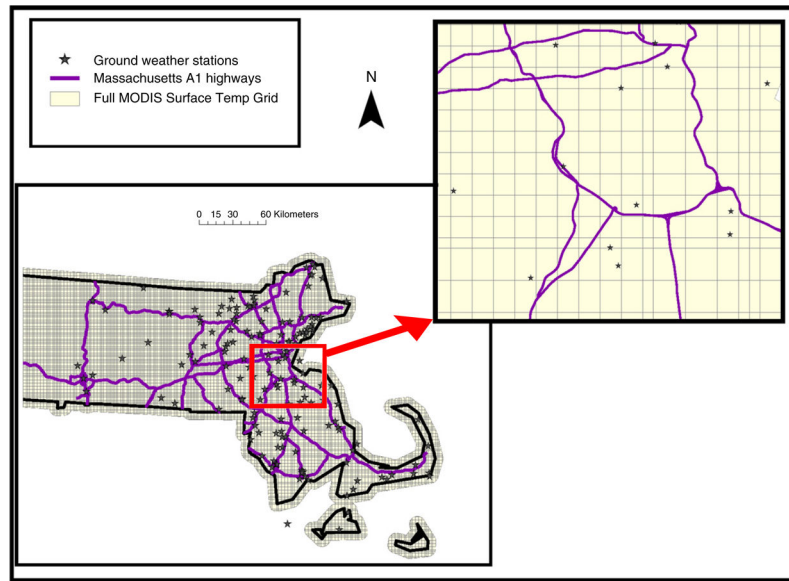 Ground weather stations
Massachusetts A1 highways
Full MODIS Surface Temp Grid
N
0 15 30 60 Kilometers